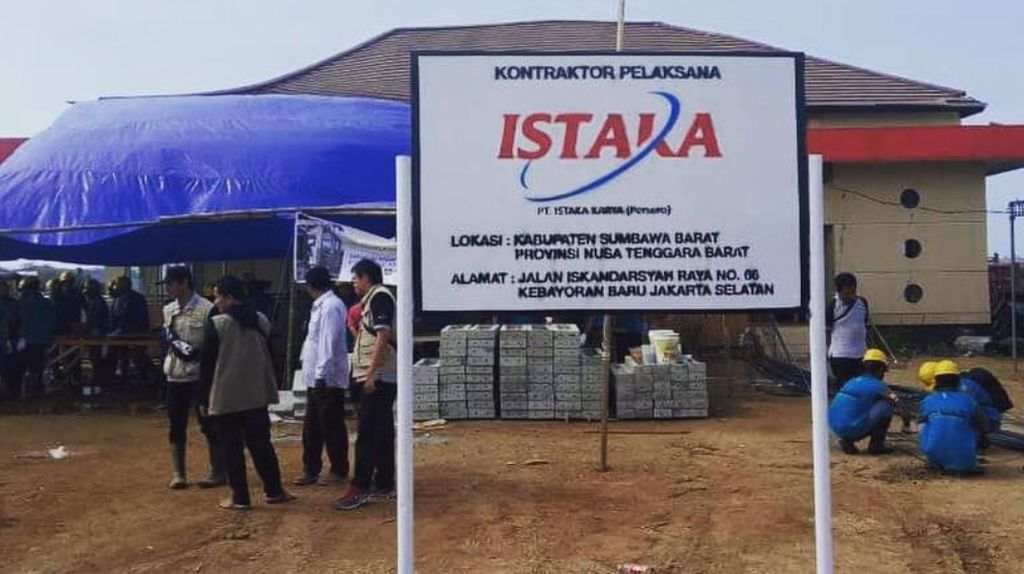 KONTRAKTOR PELAKSANA
ISTAKA
PT. ISTAKA KARYA (Persero)
LOKASI : KABUPATEN SUMBAWA BARAT
PROVINSI NUSA TENGGARA BARAT
ALAMAT : JALAN ISKANDARSYAH RAYA NO. 66
KEBAYORAN BARU JAKARTA SELATAN